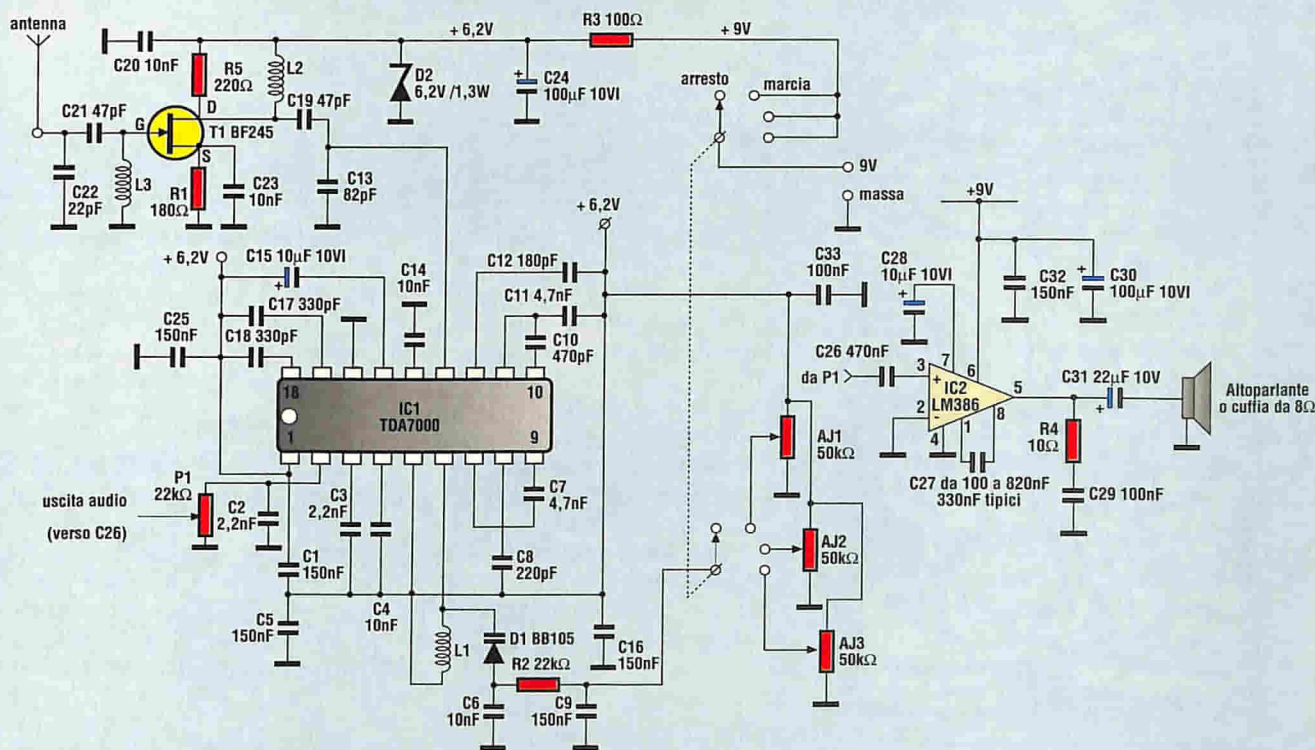 antenna
+ 6,2V
R3 100Ω
+ 9V
C20 10nF
R5
220Ω
L2
D2
6,2V /1,3W
+
C24
100µF 10Vl
arresto
marcia
C21 47pF
D
C19 47pF
G
T1 BF245
S
9V
massa
C22
22pF
L3
R1
180Ω
C23
10nF
C13
82pF
+ 6,2V
+9V
+ 6,2V
C15 10µF 10Vl
+
C14
10nF
C12 180pF
C33
100nF
C28
10µF 10Vl
+
C32
150nF
+
C30
100µF 10Vl
C17 330pF
C11 4,7nF
C25
150nF
C18 330pF
C10
470pF
C26 470nF
da P1
3
7
6
+
IC2
LM386
5
2
-
4
1
8
C31 22µF 10V
+
Altoparlante
o cuffia da 8Ω
18
10
IC1
TDA7000
1
9
AJ1
50kΩ
R4
10Ω
C27 da 100 a 820nF
330nF tipici
C29 100nF
P1
22kΩ
uscita audio
(verso C26)
C2
2,2nF
C3
2,2nF
C7
4,7nF
AJ2
50kΩ
C1
150nF
C8
220pF
C5
150nF
C4
10nF
L1
D1 BB105
R2 22kΩ
C16
150nF
AJ3
50kΩ
C6
10nF
C9
150nF